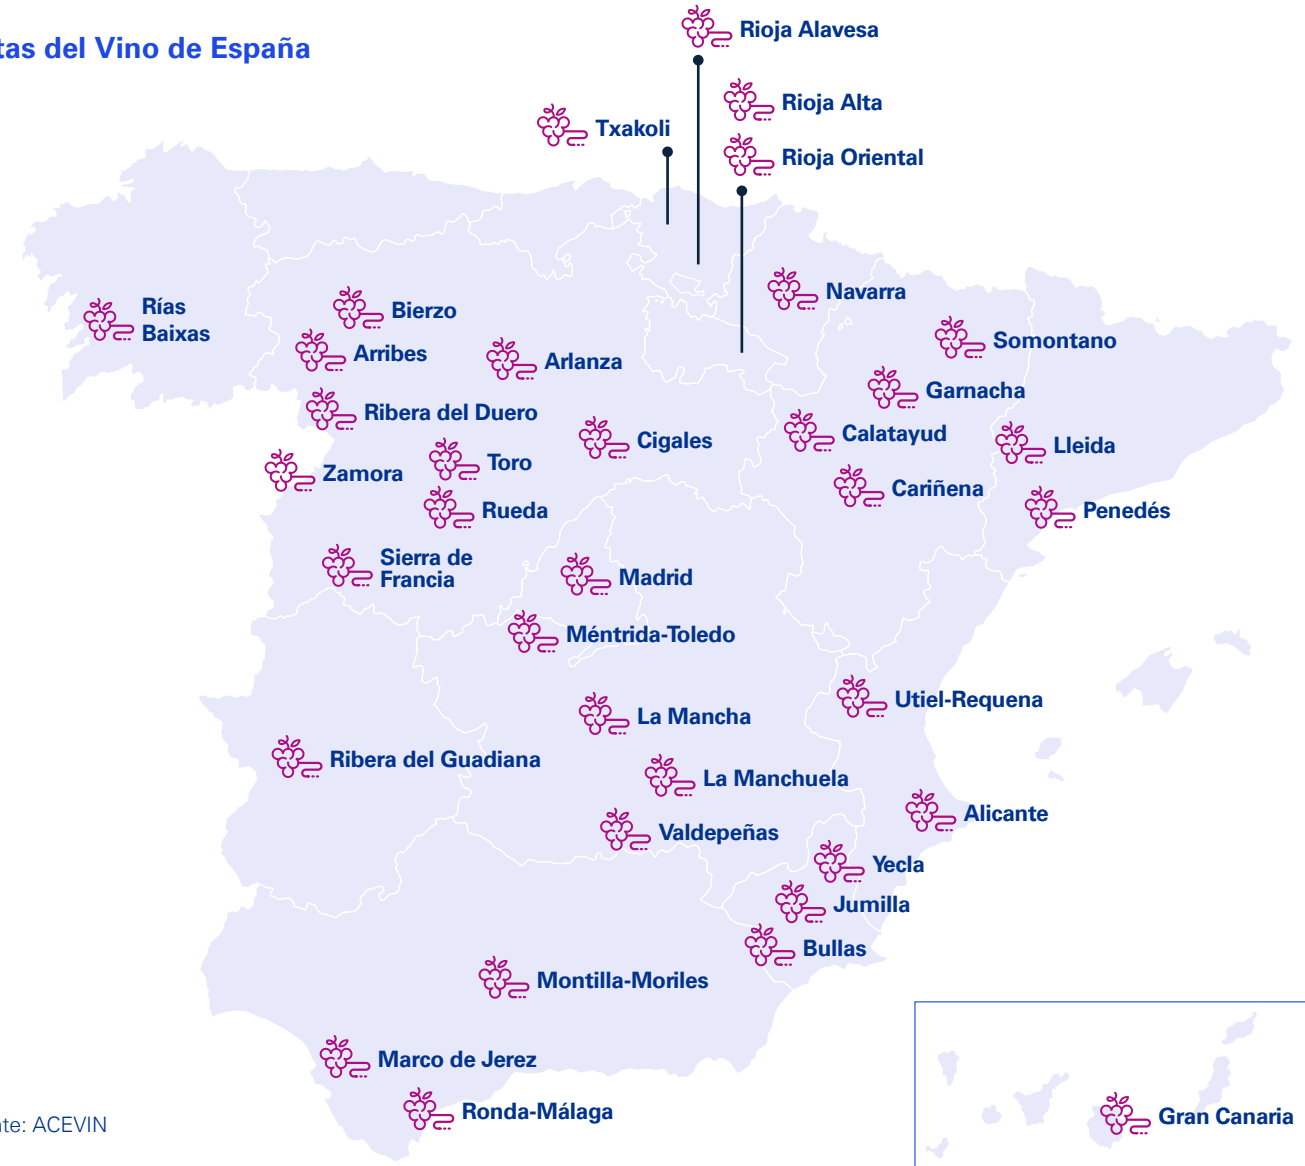 del Vino de España
Rioja Alavesa
Rioja Alta
Txakoli
Rioja Oriental
Navarra
Rías
Baixas
Bierzo
Somontano
Arribes
Arlanza
Garnacha
Ribera del Duero
Calatayud
Cigales
Lleida
Toro
Zamora
Cariñena
Rueda
Penedés
Sierra de
Francia
Madrid
Méntrida-Toledo
Utiel-Requena
La Mancha
Ribera del Guadiana
La Manchuela
Alicante
Valdepeñas
Yecla
Jumilla
Bullas
Montilla-Moriles
Marco de Jerez
Ronda-Málaga
Gran Canaria
ACEVIN